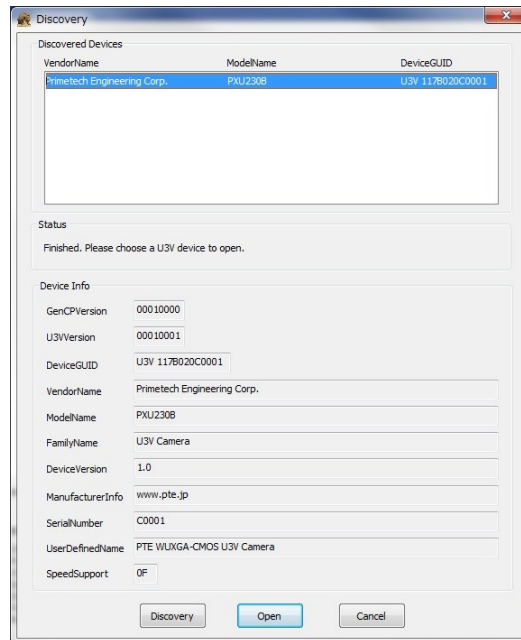 Discovery
Discovered Devices
VendorName ModelName DeviceGUID
Primetech Engineering Corp. PXU230B U3V 117B020C0001
Status
Finished. Please choose a U3V device to open.
Device Info
GenCPVersion 00010000
U3VVersion 00010001
DeviceGUID U3V 117B020C0001
VendorName Primetech Engineering Corp.
ModelName PXU230B
FamilyName U3V Camera
DeviceVersion 1.0
ManufacturerInfo www.pte.jp
SerialNumber C0001
UserDefinedName PTE WUXGA-CMOS U3V Camera
SpeedSupport 0F
Discovery Open Cancel